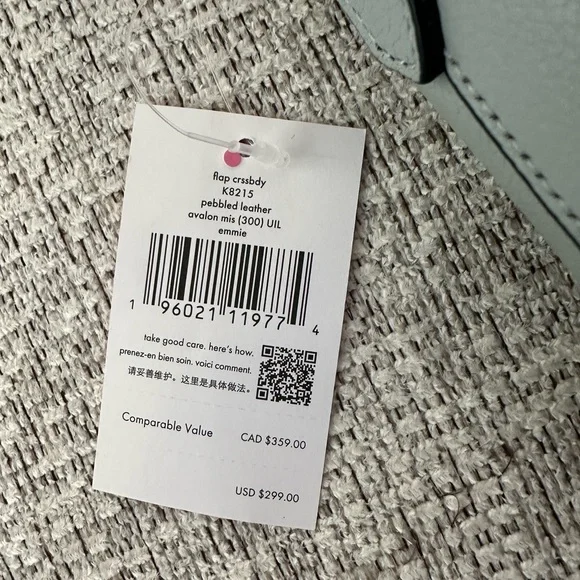 flap crssbdy
K8215
pebbled leather
avalon mis (300) UIL
emmie
1 96021 11977 4
take good care. here's how.
prenez-en bien soin. voici comment.
请妥善维护。这里是具体做法。
Comparable Value CAD $359.00
USD $299.00